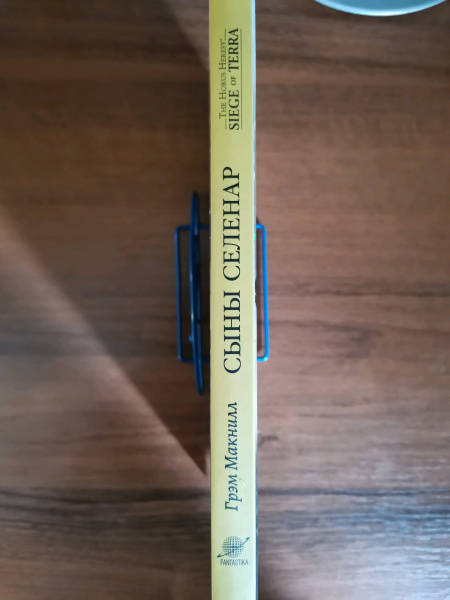 Грэм Макнилл
СЫНЫ СЕЛЕНАР
THE HORUS HERESY
SIEGE OF TERRA
FANTASTIKA